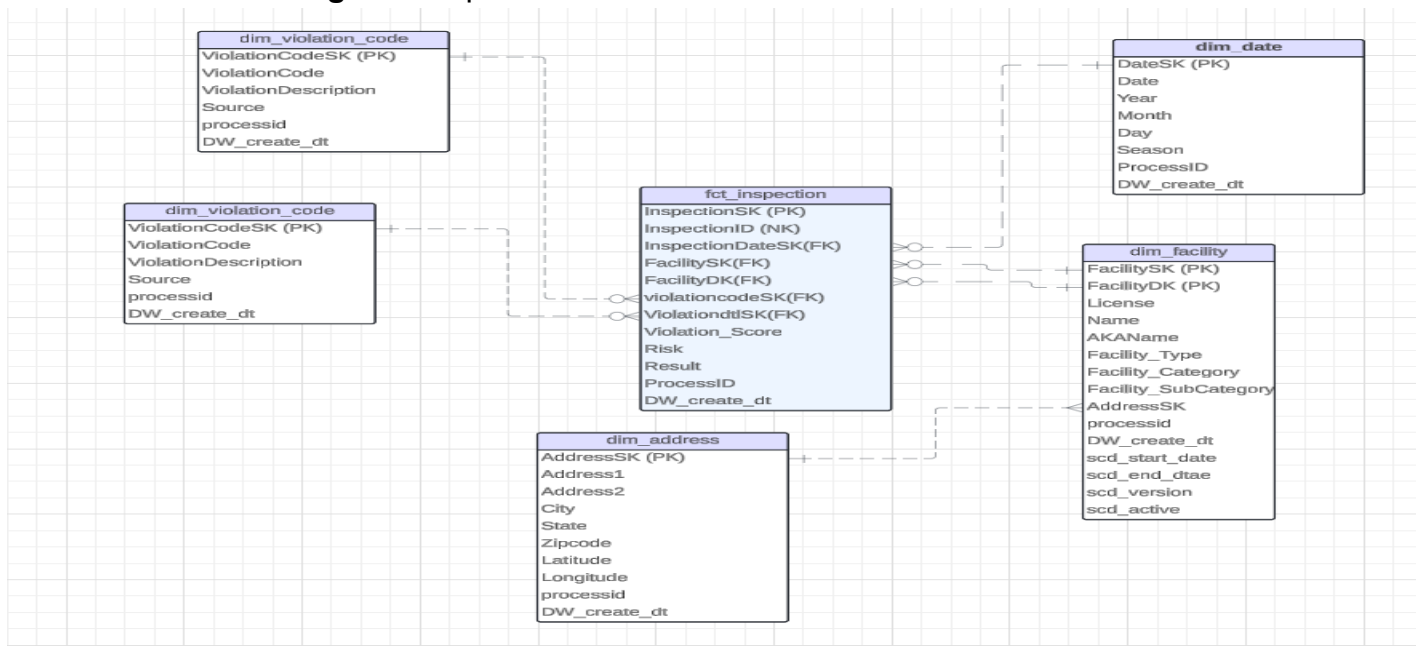 dim_violation_code
ViolationCodeSK (PK)
ViolationCode
ViolationDescription
Source
processid
DW_create_dt
dim_date
DateSK (PK)
Date
Year
Month
Day
Season
ProcessID
DW_create_dt
dim_violation_code
ViolationCodeSK (PK)
ViolationCode
ViolationDescription
Source
processid
DW_create_dt
fct_inspection
InspectionSK (PK)
InspectionID (NK)
InspectionDateSK(FK)
FacilitySK(FK)
FacilityDK(FK)
violationcodeSK(FK)
ViolationdtlSK(FK)
Violation_Score
Risk
Result
ProcessID
DW_create_dt
dim_facility
FacilitySK (PK)
FacilityDK (PK)
License
Name
AKAName
Facility_Type
Facility_Category
Facility_SubCategory
AddressSK
processid
DW_create_dt
scd_start_date
scd_end_dtae
scd_version
scd_active
dim_address
AddressSK (PK)
Address1
Address2
City
State
Zipcode
Latitude
Longitude
processid
DW_create_dt